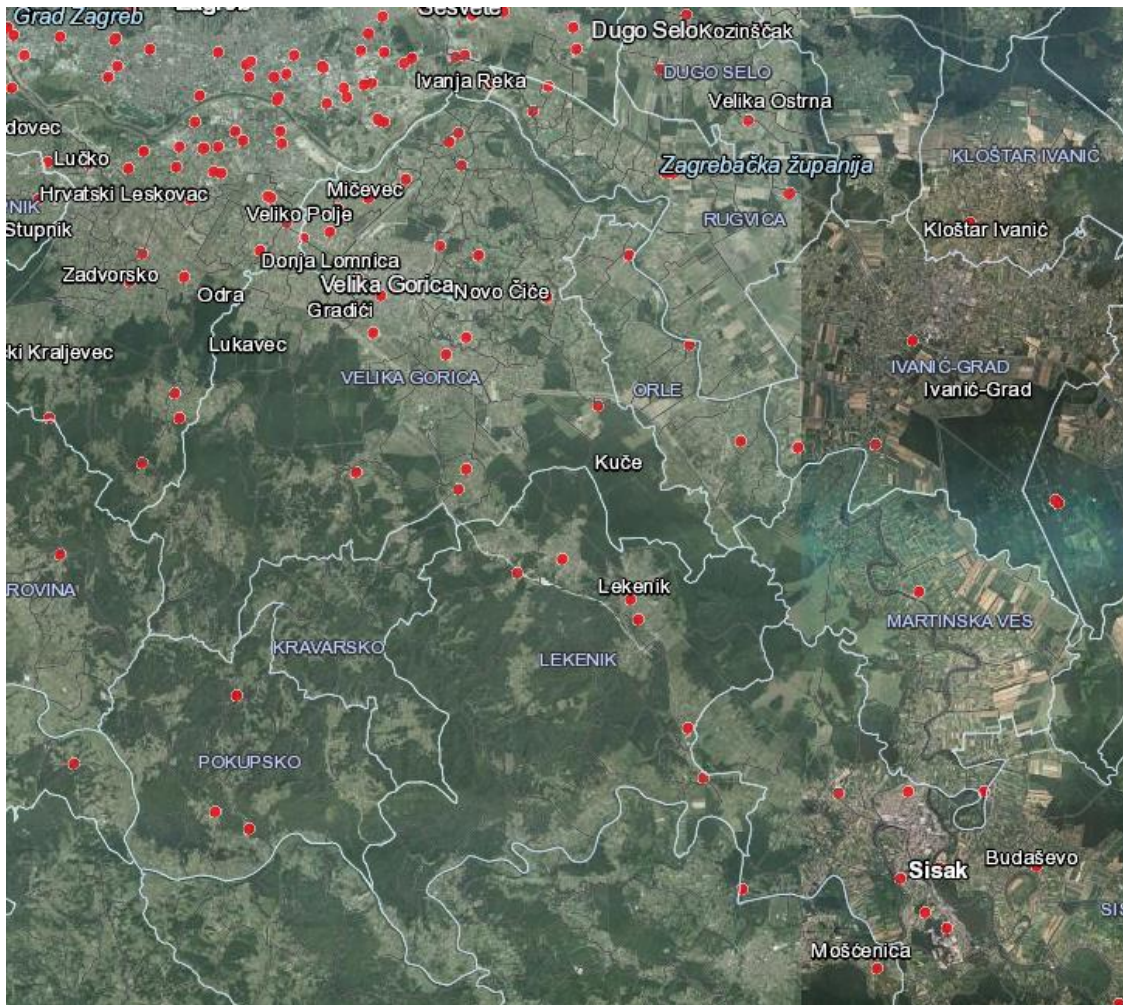 Grad Zagreb
Sesvete
Dugo Selo
Kozinščak
DUGO SELO
Ivanja Reka
Velika Ostrna
dovec
Lučko
Zagrebačka županija
KLOŠTAR IVANIĆ
Hrvatski Leskovac
Mičevec
PNIK
Veliko Polje
RUGVICA
Stupnik
Kloštar Ivanić
Donja Lomnica
Zadvorsko
Velika Gorica
Novo Čiče
Odra
Gradići
Lukavec
ki Kraljevec
VELIKA GORICA
ORLE
IVANIĆ-GRAD
Ivanić-Grad
Kuče
Lekenik
ROVINA
MARTINSKA VES
KRAVARSKO
LEKENIK
POKUPSKO
Budaševo
Sisak
SIS
Mošćenica